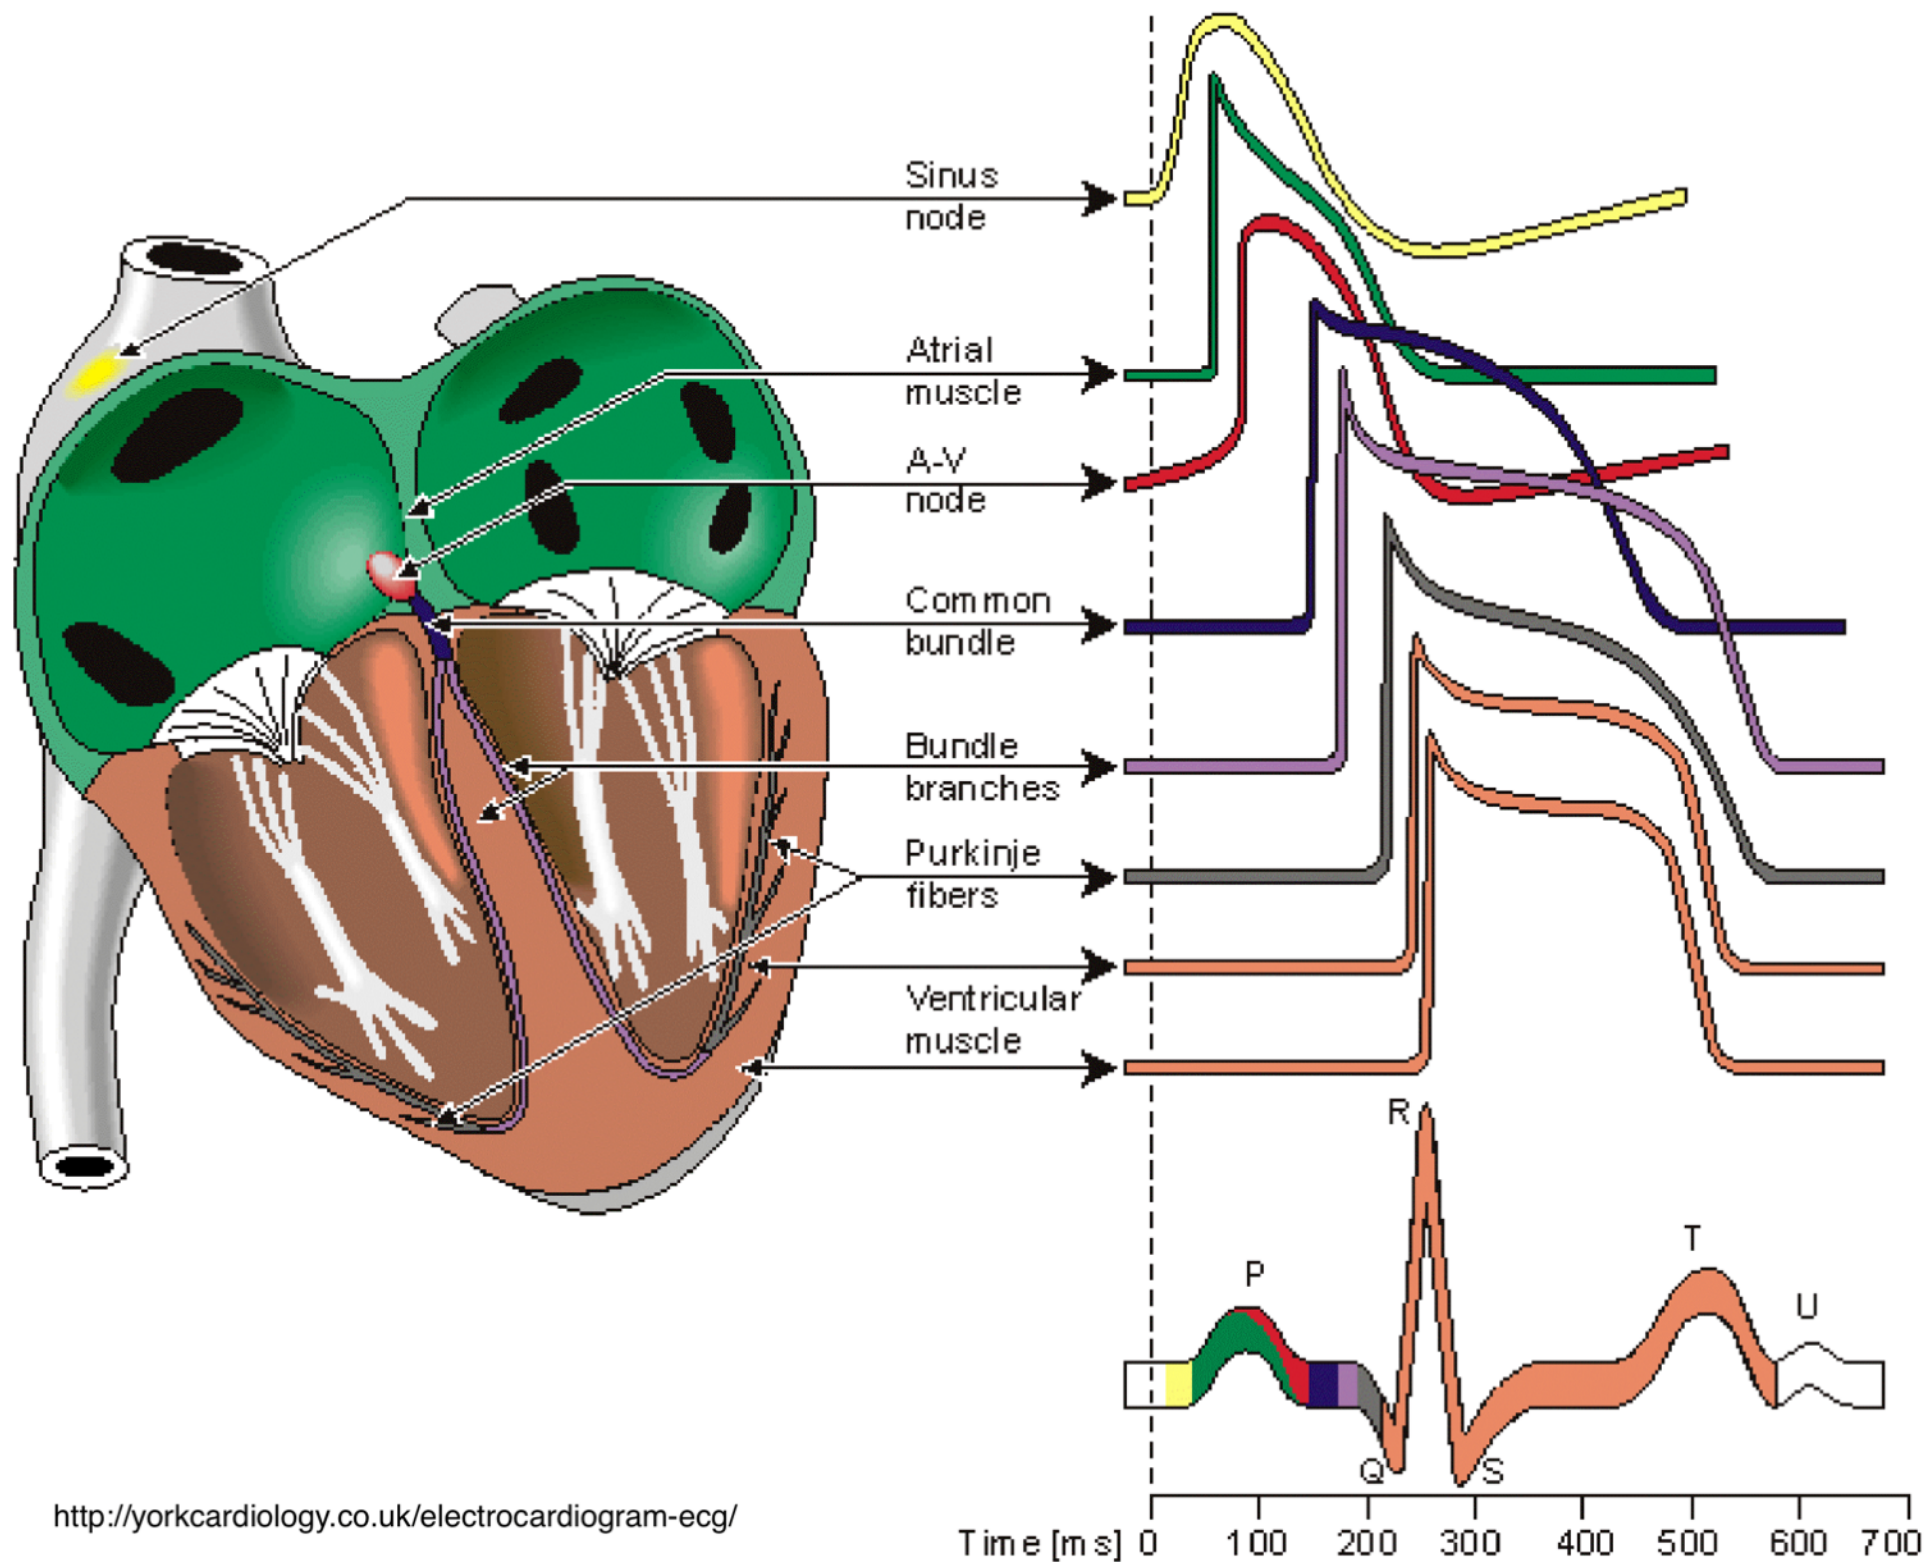 Sinus
node
Atrial
muscle
A-V
node
Common
bundle
Bundle
branches
Purkinje
fibers
Ventricular
muscle
R
P
T
U
Q
S
http://yorkcardiology.co.uk/electrocardiogram-ecg/
Time [ms] 0 100 200 300 400 500 600 700